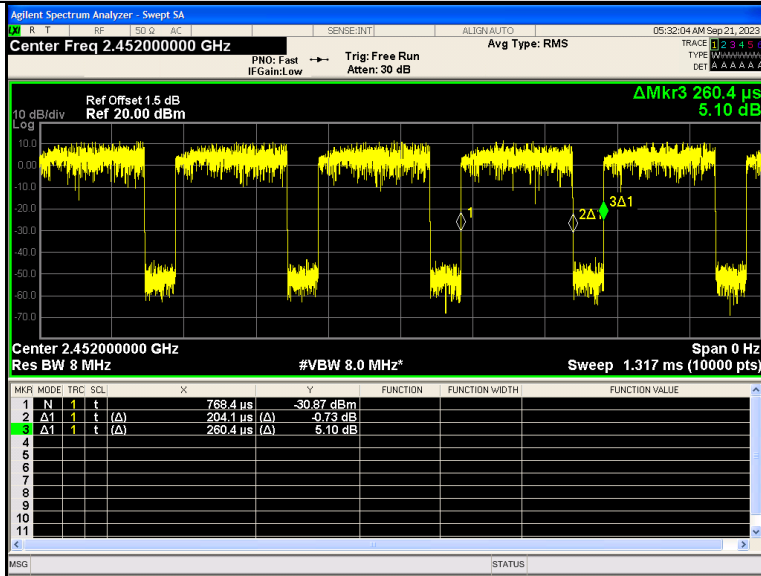 Agilent Spectrum Analyzer - Swept SA
LXI R T RF 50 Ω AC SENSE:INT ALIGN AUTO 05:32:04 AM Sep 21, 2023
Center Freq 2.452000000 GHz Avg Type: RMS TRACE 1 2 3 4 5 6
PNO: Fast Trig: Free Run TYPE
IFGain:Low Atten: 30 dB DET A A A A A
ΔMkr3 260.4 µs
5.10 dB
Ref Offset 1.5 dB
10 dB/div Ref 20.00 dBm
Log
10.0
0.00
-10.0
-20.0
-30.0
-40.0
-50.0
-60.0
-70.0
1
2Δ1
3Δ1
Center 2.452000000 GHz Span 0 Hz
Res BW 8 MHz #VBW 8.0 MHz* Sweep 1.317 ms (10000 pts)
MKR MODE TRC SCL X Y FUNCTION FUNCTION WIDTH FUNCTION VALUE
1 N 1 t 768.4 µs -30.87 dBm
2 Δ1 1 t (Δ) 204.1 µs (Δ) -0.73 dB
3 Δ1 1 t (Δ) 260.4 µs (Δ) 5.10 dB
4
5
6
7
8
9
10
11
MSG STATUS